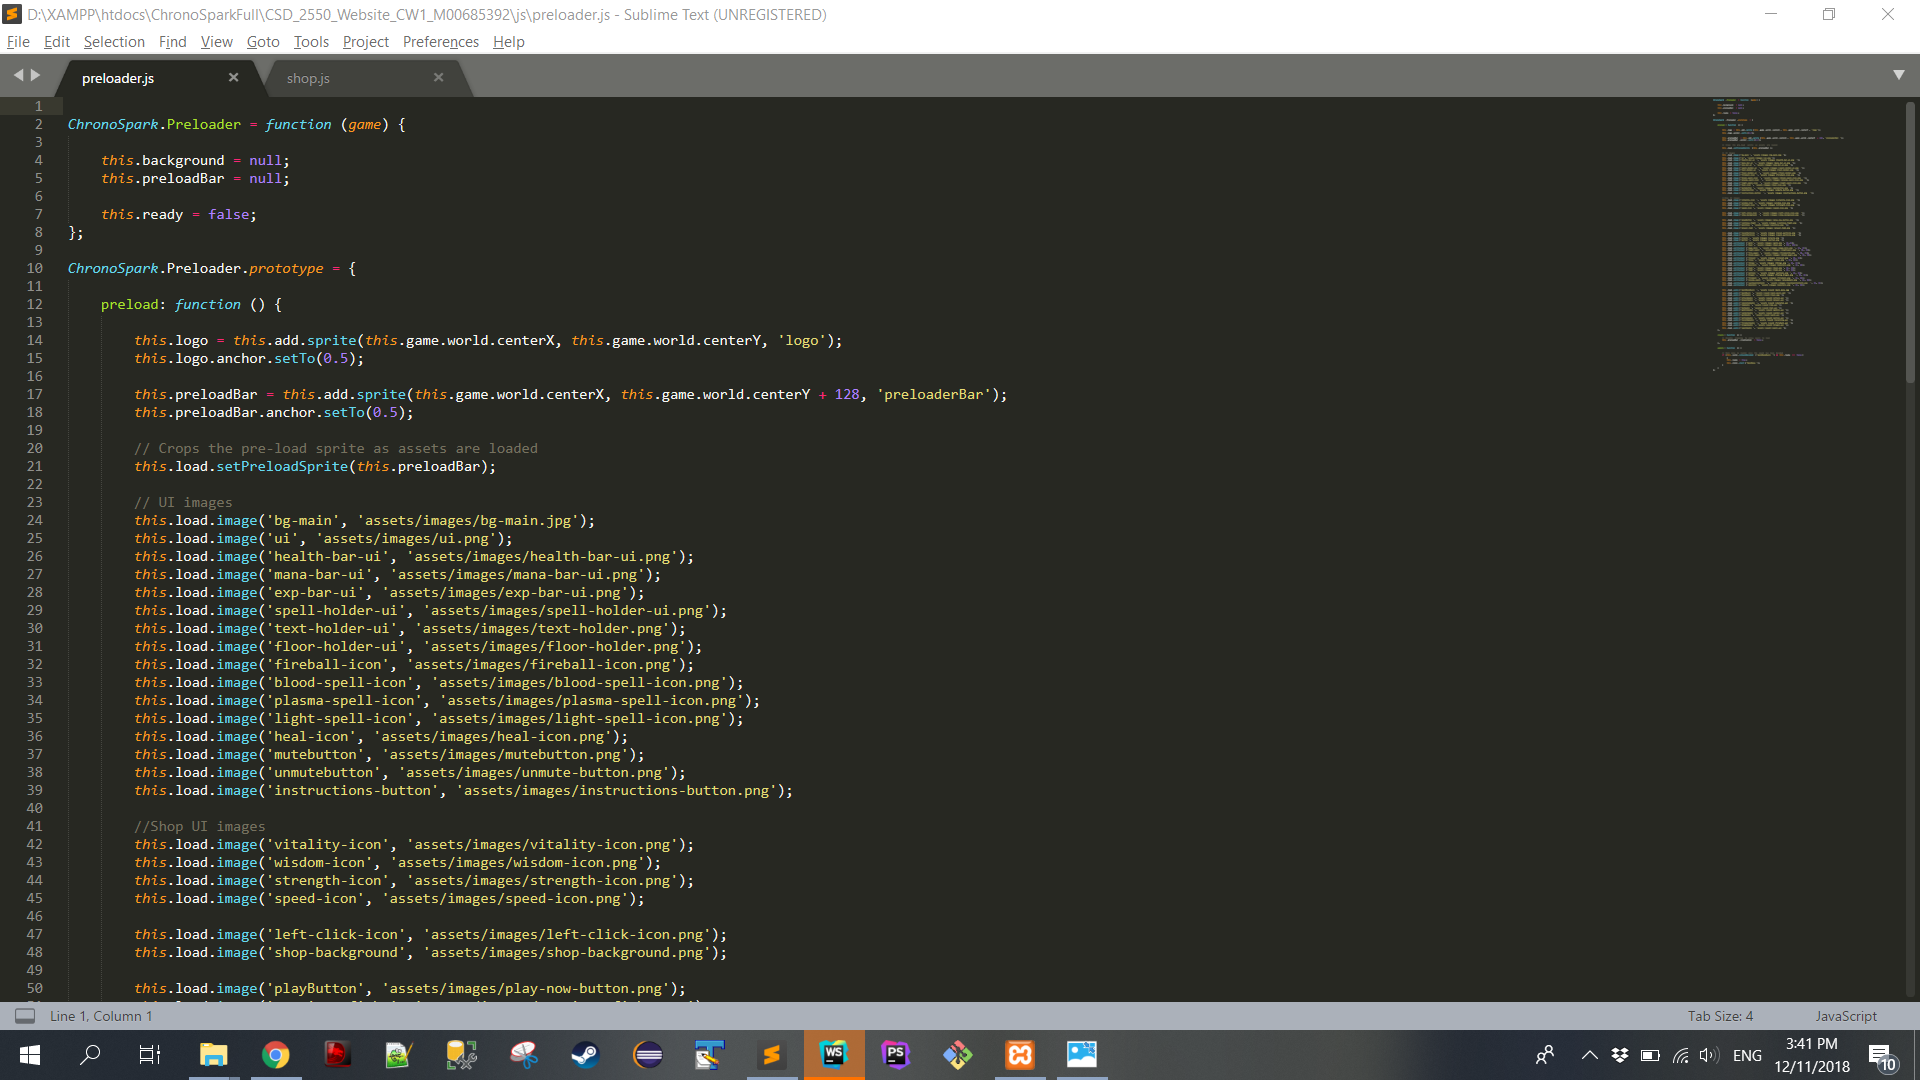 D:\XAMPP\htdocs\ChronoSparkFull\CSD_2550_Website_CW1_M00685392\js\preloader.js - Sublime Text (UNREGISTERED)
File Edit Selection Find View Goto Tools Project Preferences Help
preloader.js shop.js
1
2 ChronoSpark.Preloader = function (game) {
3
4 this.background = null;
5 this.preloadBar = null;
6
7 this.ready = false;
8 };
9
10 ChronoSpark.Preloader.prototype = {
11
12 preload: function () {
13
14 this.logo = this.add.sprite(this.game.world.centerX, this.game.world.centerY, 'logo');
15 this.logo.anchor.setTo(0.5);
16
17 this.preloadBar = this.add.sprite(this.game.world.centerX, this.game.world.centerY + 128, 'preloaderBar');
18 this.preloadBar.anchor.setTo(0.5);
19
20 // Crops the pre-load sprite as assets are loaded
21 this.load.setPreloadSprite(this.preloadBar);
22
23 // UI images
24 this.load.image('bg-main', 'assets/images/bg-main.jpg');
25 this.load.image('ui', 'assets/images/ui.png');
26 this.load.image('health-bar-ui', 'assets/images/health-bar-ui.png');
27 this.load.image('mana-bar-ui', 'assets/images/mana-bar-ui.png');
28 this.load.image('exp-bar-ui', 'assets/images/exp-bar-ui.png');
29 this.load.image('spell-holder-ui', 'assets/images/spell-holder-ui.png');
30 this.load.image('text-holder-ui', 'assets/images/text-holder.png');
31 this.load.image('floor-holder-ui', 'assets/images/floor-holder.png');
32 this.load.image('fireball-icon', 'assets/images/fireball-icon.png');
33 this.load.image('blood-spell-icon', 'assets/images/blood-spell-icon.png');
34 this.load.image('plasma-spell-icon', 'assets/images/plasma-spell-icon.png');
35 this.load.image('light-spell-icon', 'assets/images/light-spell-icon.png');
36 this.load.image('heal-icon', 'assets/images/heal-icon.png');
37 this.load.image('mutebutton', 'assets/images/mutebutton.png');
38 this.load.image('unmutebutton', 'assets/images/unmute-button.png');
39 this.load.image('instructions-button', 'assets/images/instructions-button.png');
40
41 //Shop UI images
42 this.load.image('vitality-icon', 'assets/images/vitality-icon.png');
43 this.load.image('wisdom-icon', 'assets/images/wisdom-icon.png');
44 this.load.image('strength-icon', 'assets/images/strength-icon.png');
45 this.load.image('speed-icon', 'assets/images/speed-icon.png');
46
47 this.load.image('left-click-icon', 'assets/images/left-click-icon.png');
48 this.load.image('shop-background', 'assets/images/shop-background.png');
49
50 this.load.image('playButton', 'assets/images/play-now-button.png');
Line 1, Column 1 Tab Size: 4 JavaScript
WS PS ENG 3:41 PM
12/11/2018 10